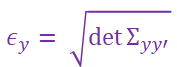 ϵ_y = √(det Σ_yy′)